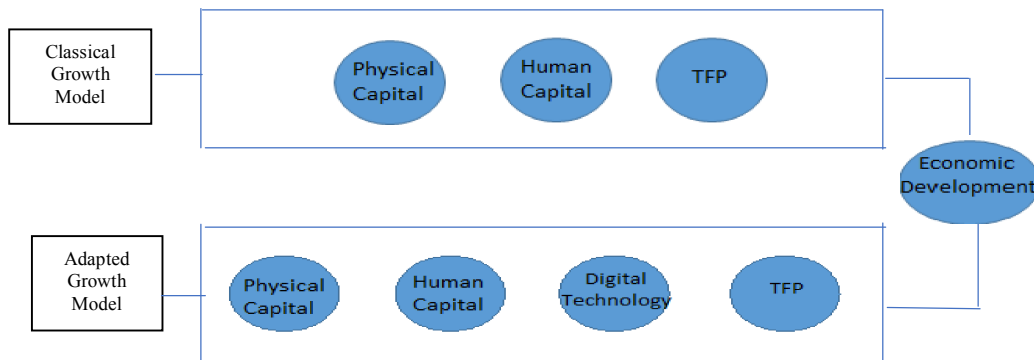 Classical
Growth
Model
Physical
Capital
Human
Capital
TFP
Economic
Development
Adapted
Growth
Model
Physical
Capital
Human
Capital
Digital
Technology
TFP